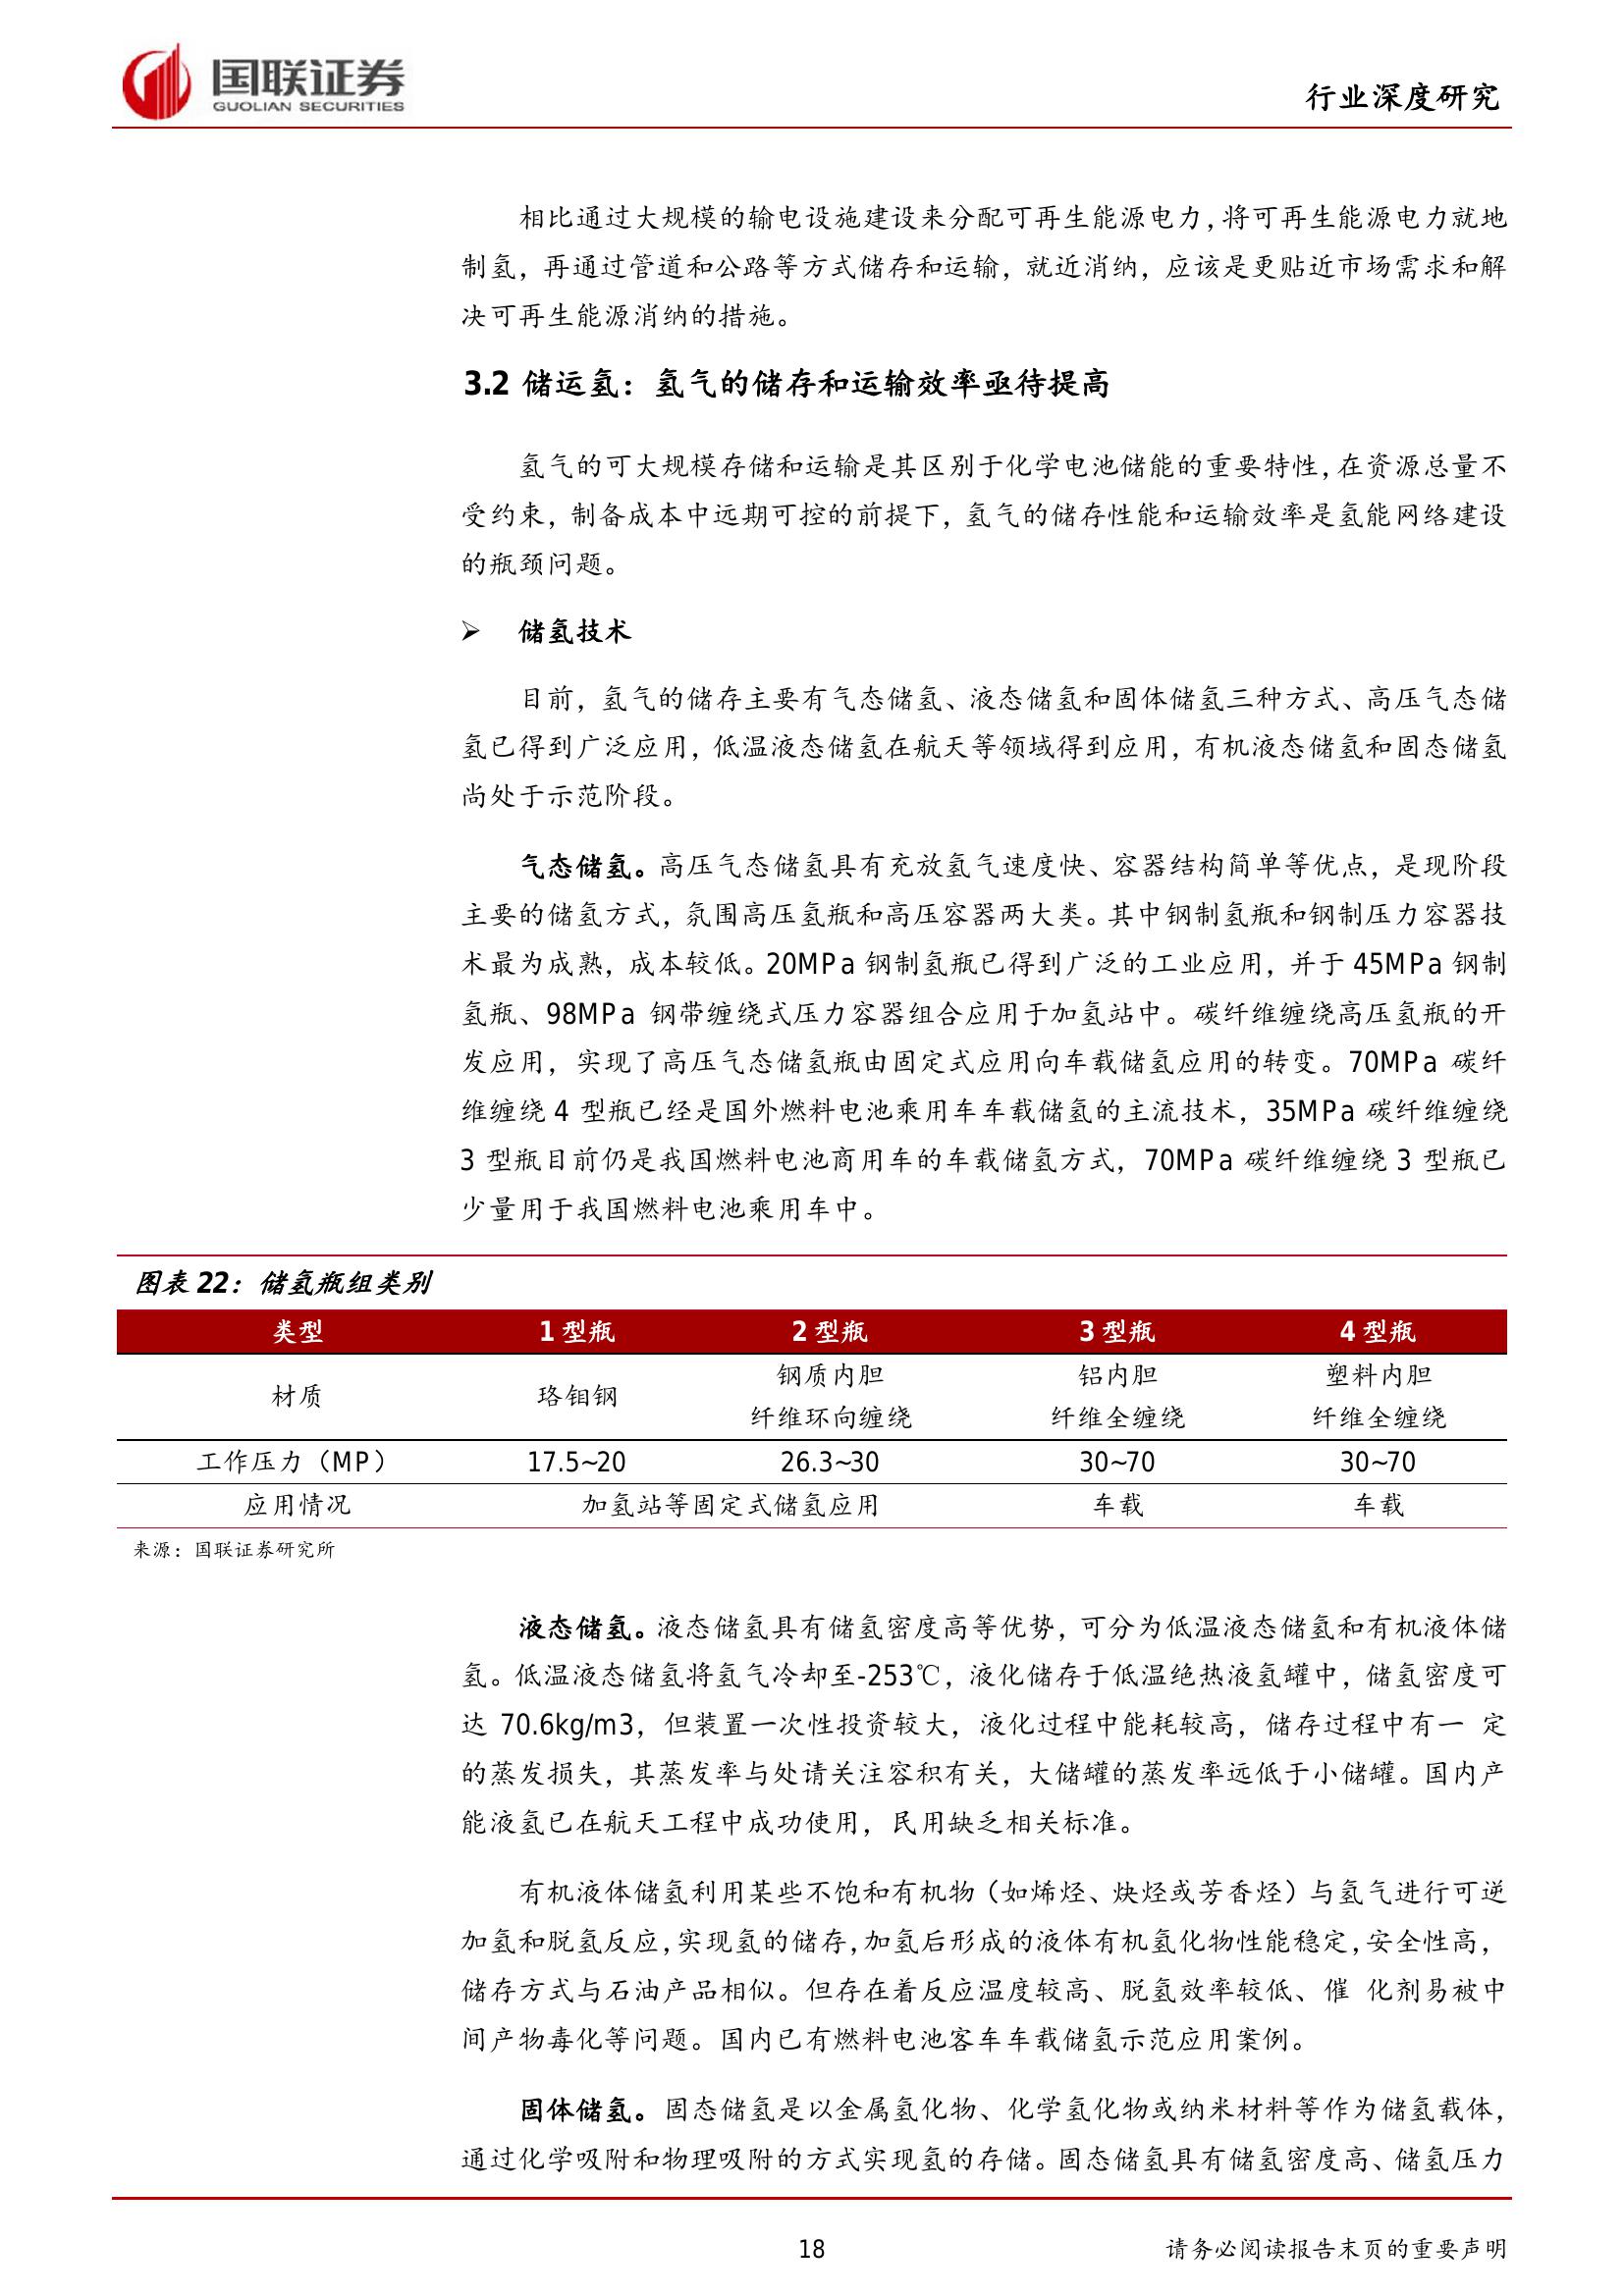 国联证券
GUOLIAN SECURITIES
行业深度研究
相比通过大规模的输电设施建设来分配可再生能源电力，将可再生能源电力就地
制氢，再通过管道和公路等方式储存和运输，就近消纳，应该是更贴近市场需求和解
决可再生能源消纳的措施。
3.2 储运氢：氢气的储存和运输效率亟待提高
氢气的可大规模存储和运输是其区别于化学电池储能的重要特性，在资源总量不
受约束，制备成本中远期可控的前提下，氢气的储存性能和运输效率是氢能网络建设
的瓶颈问题。
➢ 储氢技术
目前，氢气的储存主要有气态储氢、液态储氢和固体储氢三种方式、高压气态储
氢已得到广泛应用，低温液态储氢在航天等领域得到应用，有机液态储氢和固态储氢
尚处于示范阶段。
气态储氢。高压气态储氢具有充放氢气速度快、容器结构简单等优点，是现阶段
主要的储氢方式，氛围高压氢瓶和高压容器两大类。其中钢制氢瓶和钢制压力容器技
术最为成熟，成本较低。20MPa 钢制氢瓶已得到广泛的工业应用，并于 45MPa 钢制
氢瓶、98MPa 钢带缠绕式压力容器组合应用于加氢站中。碳纤维缠绕高压氢瓶的开
发应用，实现了高压气态储氢瓶由固定式应用向车载储氢应用的转变。70MPa 碳纤
维缠绕 4 型瓶已经是国外燃料电池乘用车车载储氢的主流技术，35MPa 碳纤维缠绕
3 型瓶目前仍是我国燃料电池商用车的车载储氢方式，70MPa 碳纤维缠绕 3 型瓶已
少量用于我国燃料电池乘用车中。
图表 22：储氢瓶组类别
类型 1 型瓶 2 型瓶 3 型瓶 4 型瓶
材质 珞钼钢 钢质内胆 铝内胆 塑料内胆
纤维环向缠绕 纤维全缠绕 纤维全缠绕
工作压力（MP） 17.5~20 26.3~30 30~70 30~70
应用情况 加氢站等固定式储氢应用 车载 车载
来源：国联证券研究所
液态储氢。液态储氢具有储氢密度高等优势，可分为低温液态储氢和有机液体储
氢。低温液态储氢将氢气冷却至-253℃，液化储存于低温绝热液氢罐中，储氢密度可
达 70.6kg/m3，但装置一次性投资较大，液化过程中能耗较高，储存过程中有一 定
的蒸发损失，其蒸发率与处请关注容积有关，大储罐的蒸发率远低于小储罐。国内产
能液氢已在航天工程中成功使用，民用缺乏相关标准。
有机液体储氢利用某些不饱和有机物（如烯烃、炔烃或芳香烃）与氢气进行可逆
加氢和脱氢反应，实现氢的储存，加氢后形成的液体有机氢化物性能稳定，安全性高，
储存方式与石油产品相似。但存在着反应温度较高、脱氢效率较低、催 化剂易被中
间产物毒化等问题。国内已有燃料电池客车车载储氢示范应用案例。
固体储氢。固态储氢是以金属氢化物、化学氢化物或纳米材料等作为储氢载体，
通过化学吸附和物理吸附的方式实现氢的存储。固态储氢具有储氢密度高、储氢压力
18
请务必阅读报告末页的重要声明